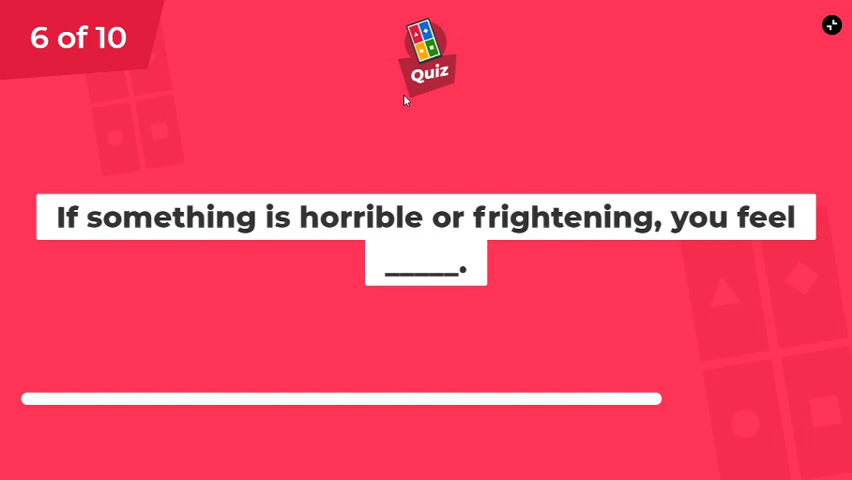 6 of 10
Quiz
If something is horrible or frightening, you feel
_____.